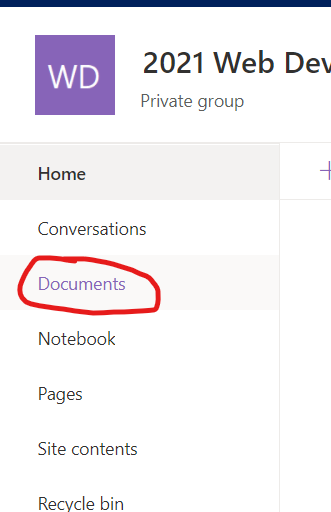 WD
2021 Web Dev
Private group
Home
+
Conversations
Documents
Notebook
Pages
Site contents
Recycle bin